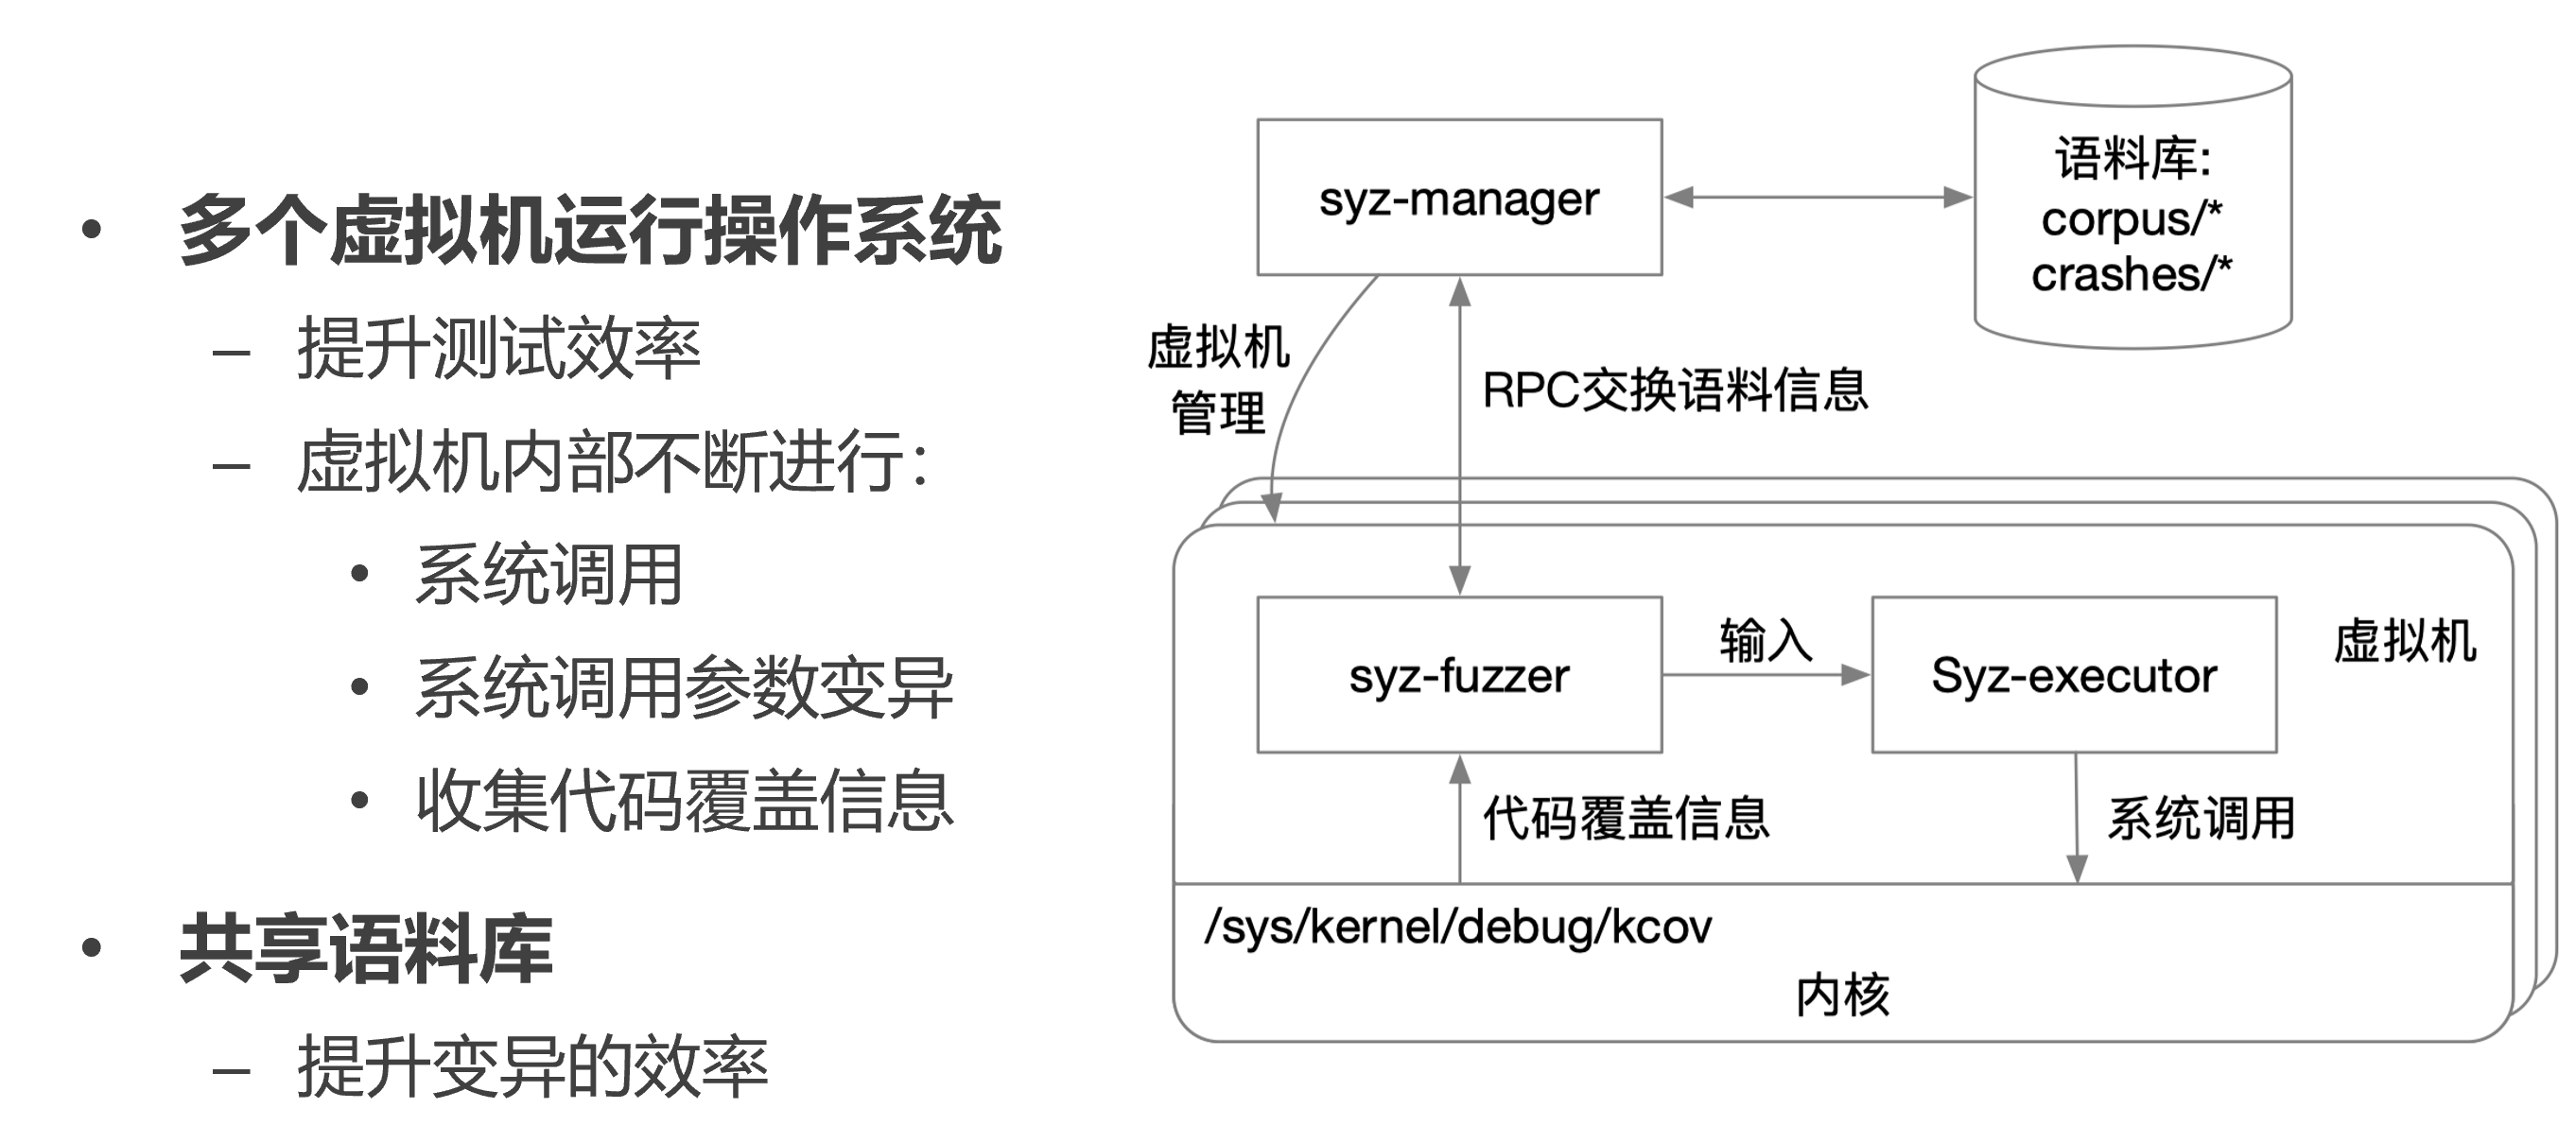 • 多个虚拟机运行操作系统
– 提升测试效率
– 虚拟机内部不断进行：
• 系统调用
• 系统调用参数变异
• 收集代码覆盖信息
• 共享语料库
– 提升变异的效率
syz-manager
语料库:
corpus/*
crashes/*
虚拟机
管理
RPC交换语料信息
syz-fuzzer
输入
Syz-executor
虚拟机
代码覆盖信息
系统调用
/sys/kernel/debug/kcov
内核